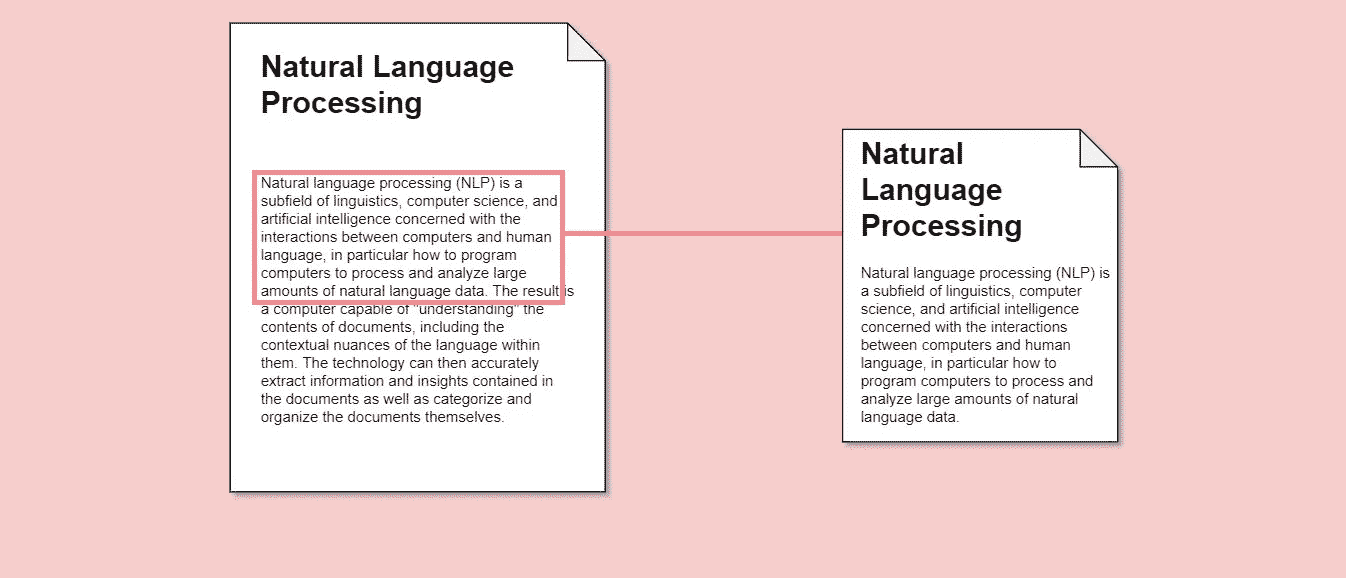 Natural Language
Processing
Natural language processing (NLP) is a
subfield of linguistics, computer science, and
artificial intelligence concerned with the
interactions between computers and human
language, in particular how to program
computers to process and analyze large
amounts of natural language data. The result is
a computer capable of "understanding" the
contents of documents, including the
contextual nuances of the language within
them. The technology can then accurately
extract information and insights contained in
the documents as well as categorize and
organize the documents themselves.
Natural
Language
Processing
Natural language processing (NLP) is
a subfield of linguistics, computer
science, and artificial intelligence
concerned with the interactions
between computers and human
language, in particular how to
program computers to process and
analyze large amounts of natural
language data.